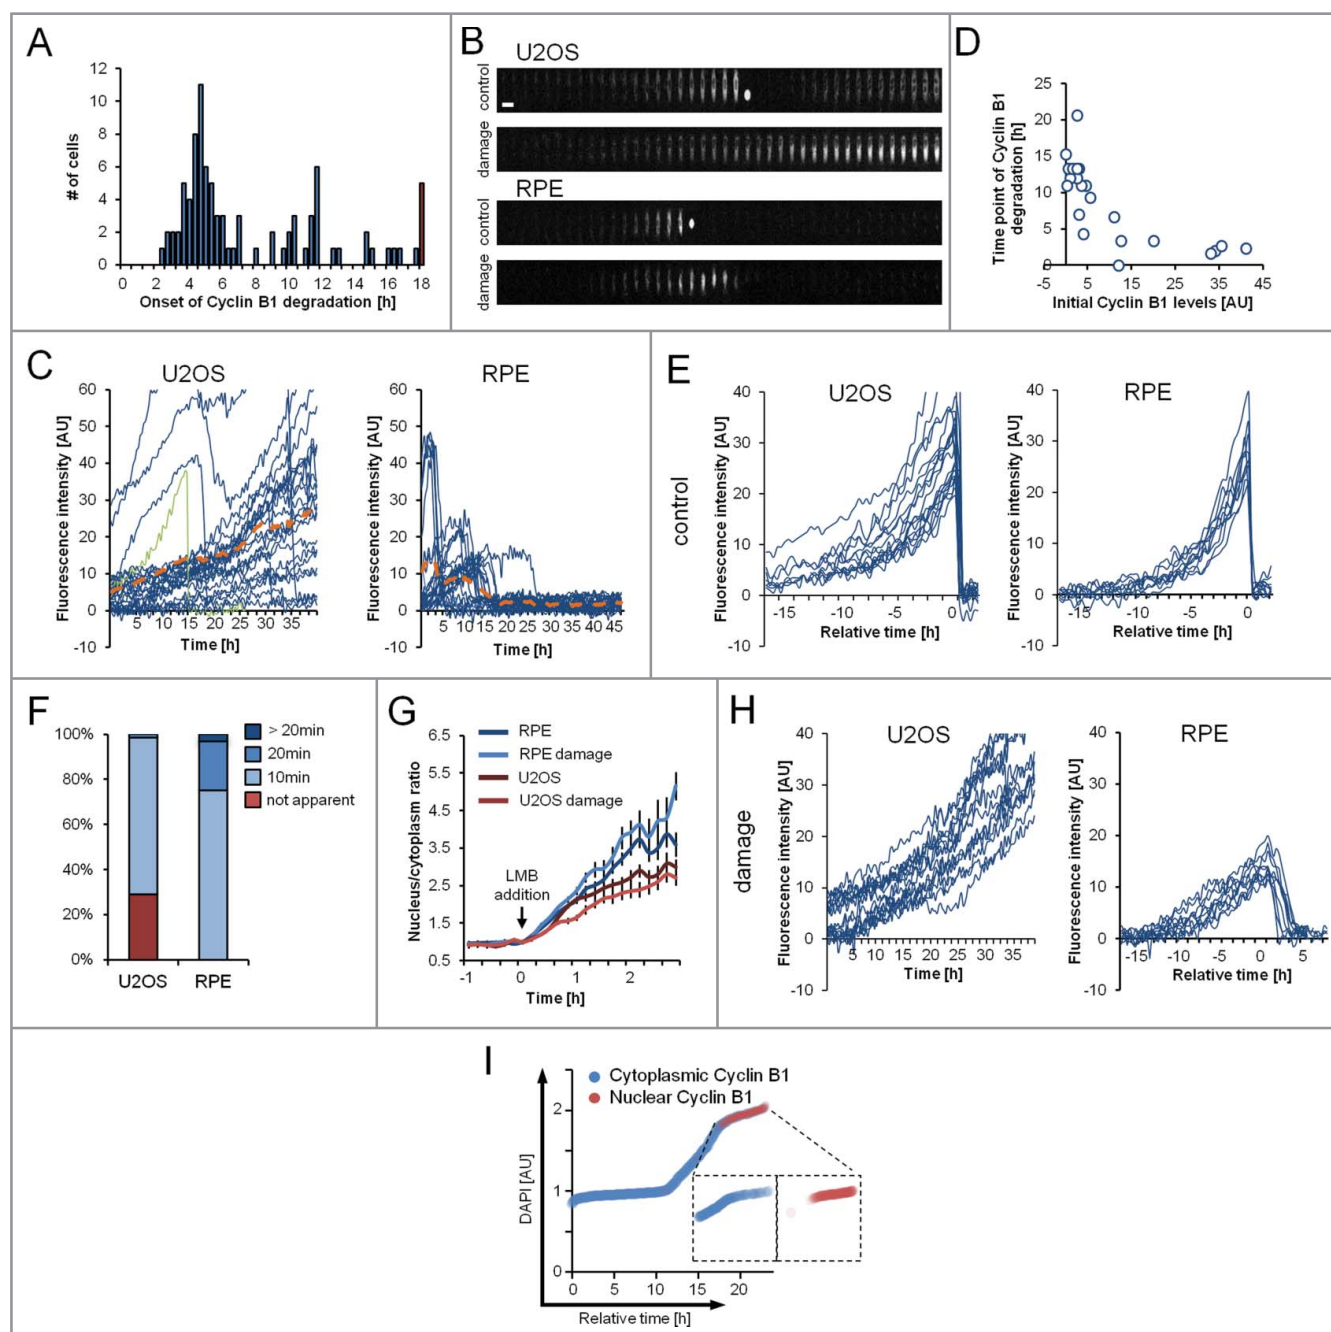 A
12
10
8
6
4
2
0
# of cells
0 2 4 6 8 10 12 14 16 18
Onset of Cyclin B1 degradation [h]
B
U2OS
control
damage
RPE
control
damage
D
25
20
15
10
5
0
Time point of Cyclin B1
degradation [h]
-5 5 15 25 35 45
Initial Cyclin B1 levels [AU]
C
U2OS
60
50
40
30
20
10
0
-10
Fluorescence intensity [AU]
5 10 15 20 25 30 35
Time [h]
RPE
60
50
40
30
20
10
0
-10
Fluorescence intensity [AU]
5 10 15 20 25 30 35 40 45
Time [h]
E
control
U2OS
40
30
20
10
0
-10
Fluorescence intensity [AU]
-15 -10 -5 0
Relative time [h]
RPE
40
30
20
10
0
-10
Fluorescence intensity [AU]
-15 -10 -5 0
Relative time [h]
F
100%
80%
60%
40%
20%
0%
U2OS RPE
> 20min
20min
10min
not apparent
G
6.5
5.5
4.5
3.5
2.5
1.5
0.5
Nucleus/cytoplasm ratio
RPE
RPE damage
U2OS
U2OS damage
LMB
addition
-1 0 2
Time [h]
H
damage
U2OS
40
30
20
10
0
-10
Fluorescence intensity [AU]
5 10 15 20 25 30 35
Time [h]
RPE
40
30
20
10
0
-10
Fluorescence intensity [AU]
-15 -10 -5 0 5
Relative time [h]
I
Cytoplasmic Cyclin B1
Nuclear Cyclin B1
2
1
0
DAPI [AU]
0 5 10 15 20
Relative time [h]